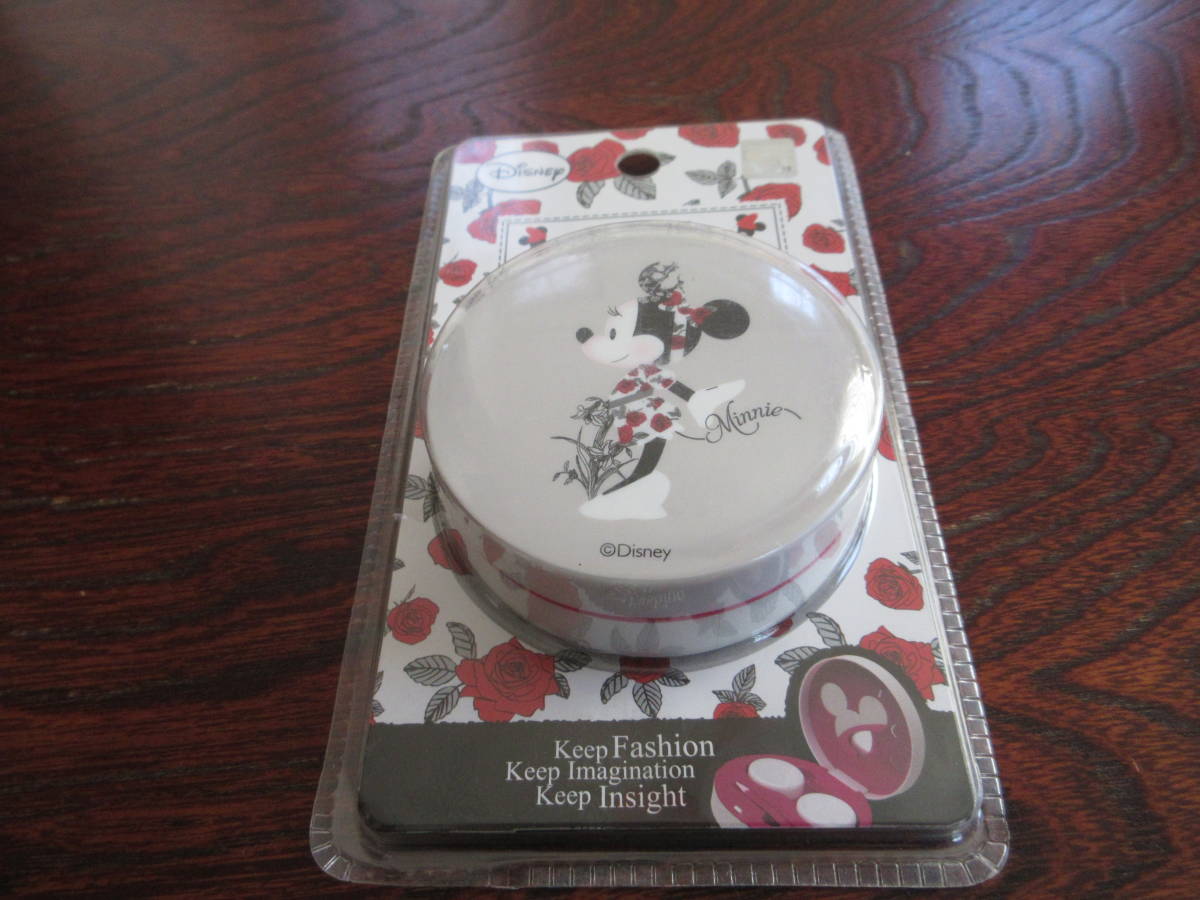 Disney
Minnie
©Disney
Keep Fashion
Keep Imagination
Keep Insight